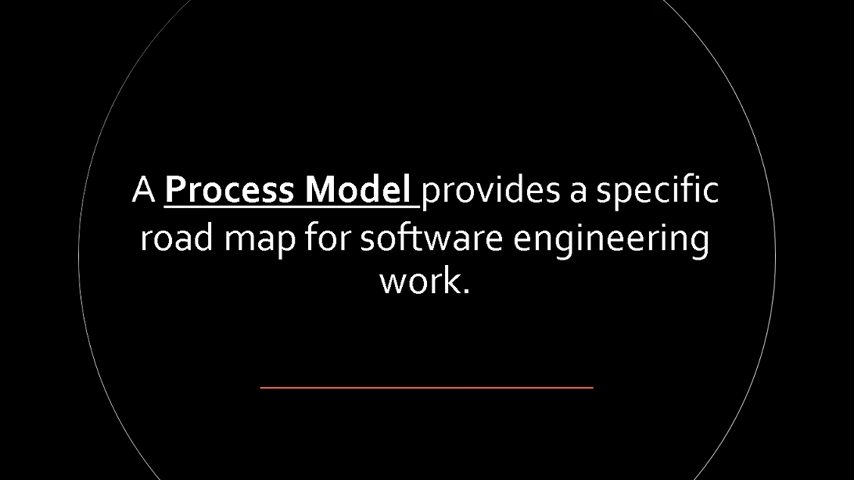 A Process Model provides a specific
road map for software engineering
work.